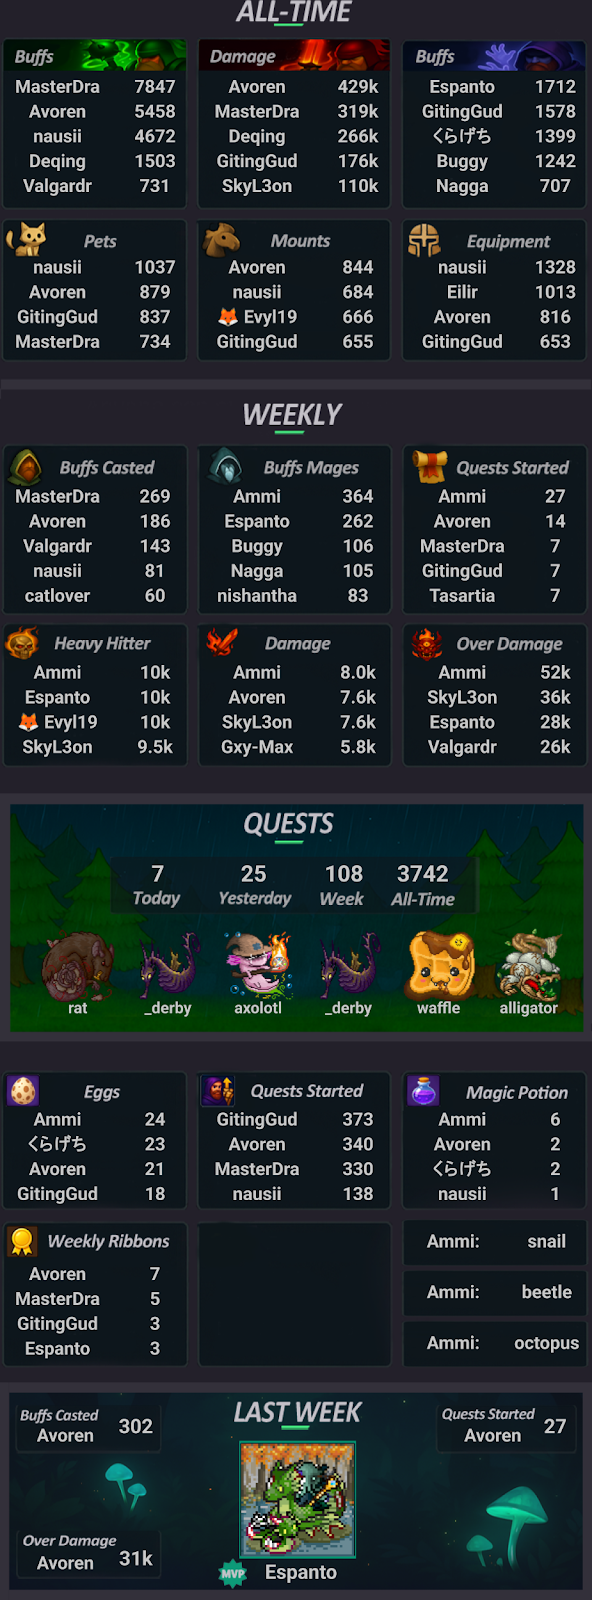 ALL-TIME
Buffs
MasterDra 7847
Avoren 5458
nausii 4672
Deqing 1503
Valgardr 731
Damage
Avoren 429k
MasterDra 319k
Deqing 266k
GitingGud 176k
SkyL3on 110k
Buffs
Espanto 1712
GitingGud 1578
くらげち 1399
Buggy 1242
Nagga 707
Pets
nausii 1037
Avoren 879
GitingGud 837
MasterDra 734
Mounts
Avoren 844
nausii 684
🦊 Evyl19 666
GitingGud 655
Equipment
nausii 1328
Eilir 1013
Avoren 816
GitingGud 653
WEEKLY
Buffs Casted
MasterDra 269
Avoren 186
Valgardr 143
nausii 81
catlover 60
Buffs Mages
Ammi 364
Espanto 262
Buggy 106
Nagga 105
nishantha 83
Quests Started
Ammi 27
Avoren 14
MasterDra 7
GitingGud 7
Tasartia 7
Heavy Hitter
Ammi 10k
Espanto 10k
🦊 Evyl19 10k
SkyL3on 9.5k
Damage
Ammi 8.0k
Avoren 7.6k
SkyL3on 7.6k
Gxy-Max 5.8k
Over Damage
Ammi 52k
SkyL3on 36k
Espanto 28k
Valgardr 26k
QUESTS
7 25 108 3742
Today Yesterday Week All-Time
rat _derby axolotl _derby waffle alligator
Eggs
Ammi 24
くらげち 23
Avoren 21
GitingGud 18
Quests Started
GitingGud 373
Avoren 340
MasterDra 330
nausii 138
Magic Potion
Ammi 6
Avoren 2
くらげち 2
nausii 1
Weekly Ribbons
Avoren 7
MasterDra 5
GitingGud 3
Espanto 3
Ammi: snail
Ammi: beetle
Ammi: octopus
LAST WEEK
Buffs Casted
Avoren 302
Quests Started
Avoren 27
Over Damage
Avoren 31k
MVP Espanto